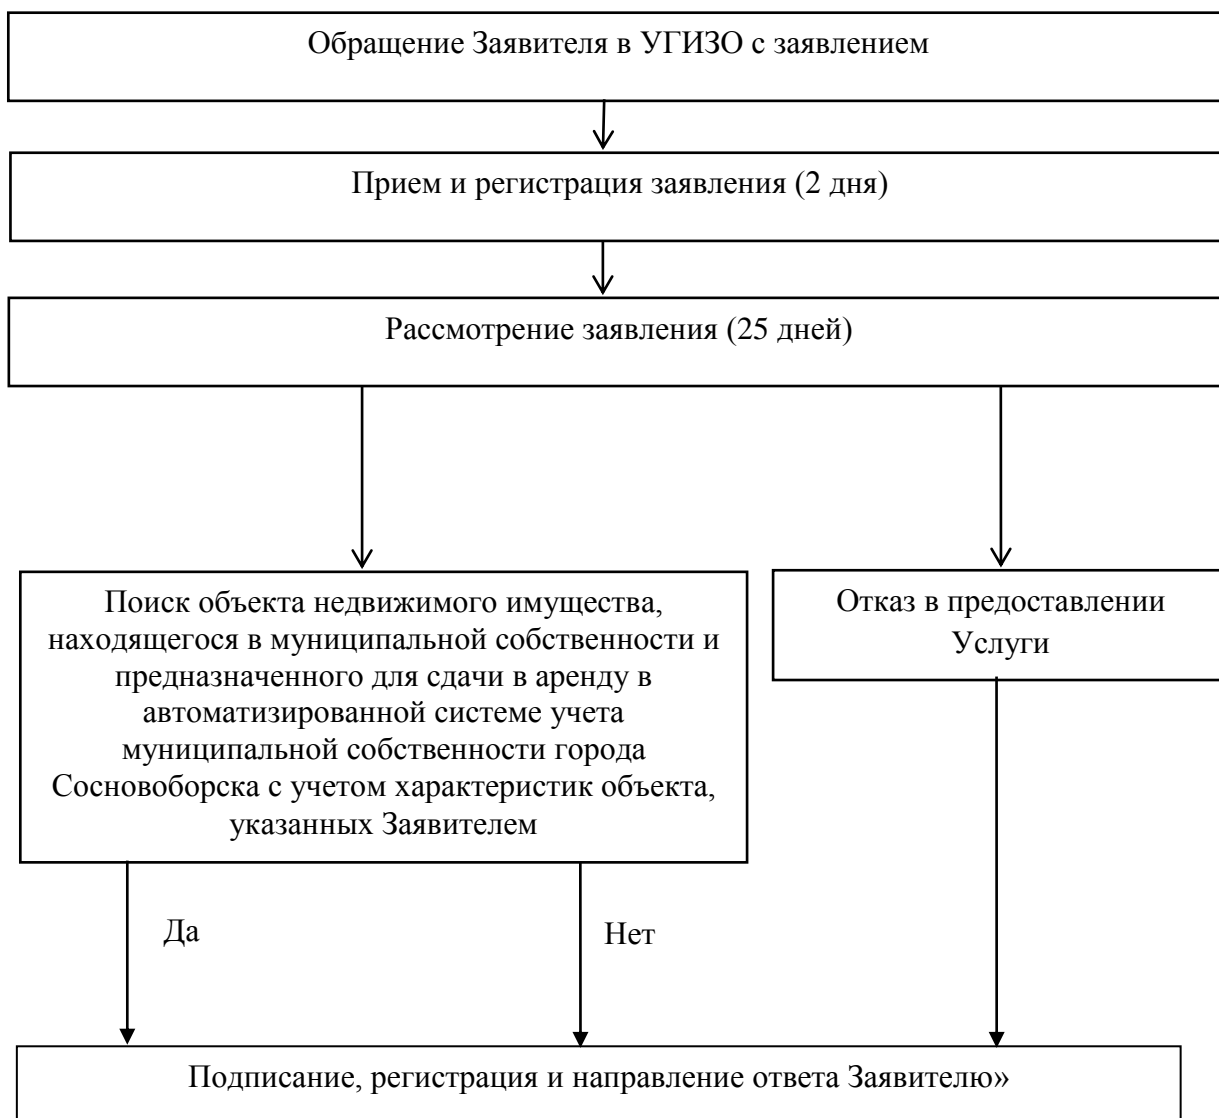 Обращение Заявителя в УГИЗО с заявлением
Прием и регистрация заявления (2 дня)
Рассмотрение заявления (25 дней)
Поиск объекта недвижимого имущества,
находящегося в муниципальной собственности и
предназначенного для сдачи в аренду в
автоматизированной системе учета
муниципальной собственности города
Сосновоборска с учетом характеристик объекта,
указанных Заявителем
Отказ в предоставлении
Услуги
Да
Нет
Подписание, регистрация и направление ответа Заявителю»